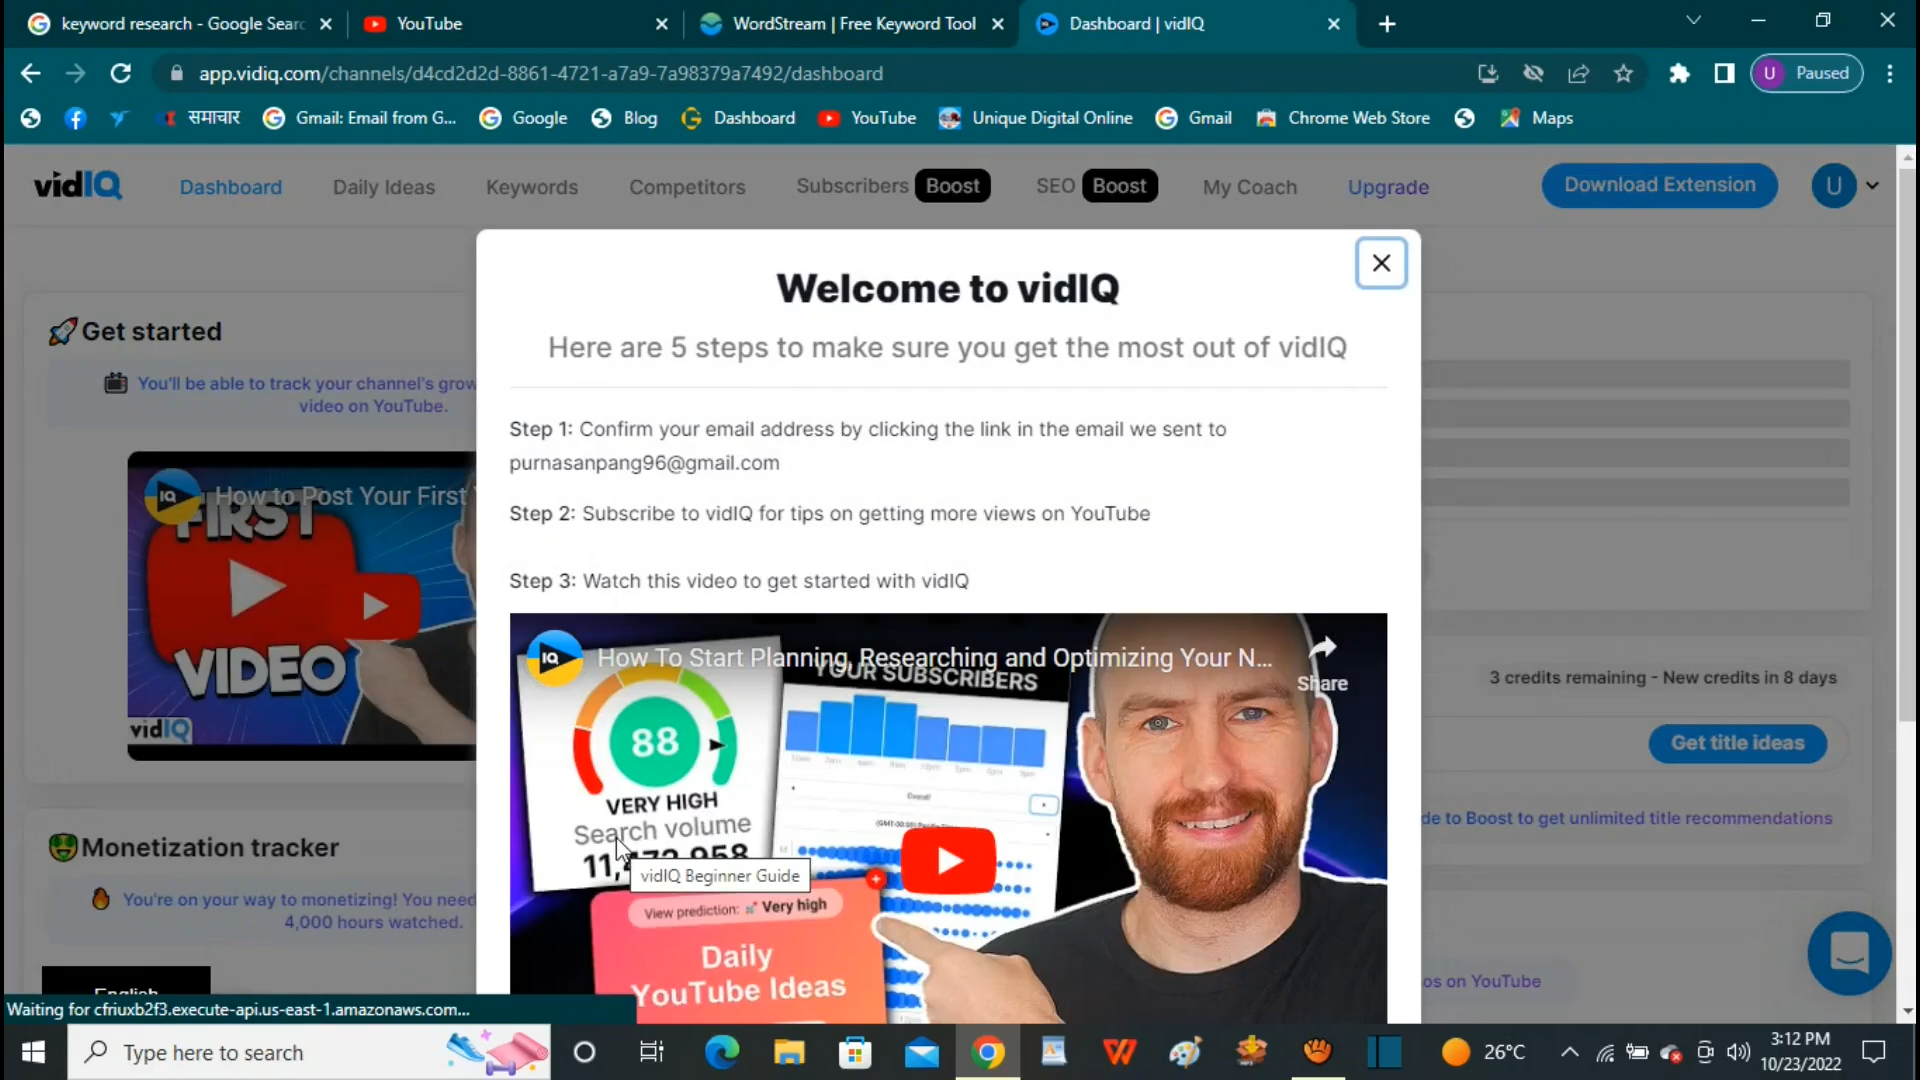 keyword research - Google Searc
YouTube
WordStream | Free Keyword Tool
Dashboard | vidIQ
app.vidiq.com/channels/d4cd2d2d-8861-4721-a7a9-7a98379a7492/dashboard
U Paused
समाचार
Gmail: Email from G...
Google
Blog
Dashboard
YouTube
Unique Digital Online
Gmail
Chrome Web Store
Maps
vidIQ
Dashboard
Daily Ideas
Keywords
Competitors
Subscribers Boost
SEO Boost
My Coach
Upgrade
Download Extension
U
Welcome to vidIQ
Here are 5 steps to make sure you get the most out of vidIQ
Get started
You'll be able to track your channel's grow
video on YouTube.
Step 1: Confirm your email address by clicking the link in the email we sent to
purnasanpang96@gmail.com
Step 2: Subscribe to vidIQ for tips on getting more views on YouTube
Step 3: Watch this video to get started with vidIQ
IQ
How to Post Your First
FIRST
VIDEO
vidIQ
IQ
How To Start Planning, Researching and Optimizing Your N...
Share
YOUR SUBSCRIBERS
88
VERY HIGH
Search volume
vidIQ Beginner Guide
View prediction: Very high
Daily
YouTube Ideas
3 credits remaining - New credits in 8 days
Get title ideas
de to Boost to get unlimited title recommendations
Monetization tracker
You're on your way to monetizing! You need
4,000 hours watched.
os on YouTube
English
Waiting for cfriuxb2f3.execute-api.us-east-1.amazonaws.com...
Type here to search
26°C
3:12 PM
10/23/2022